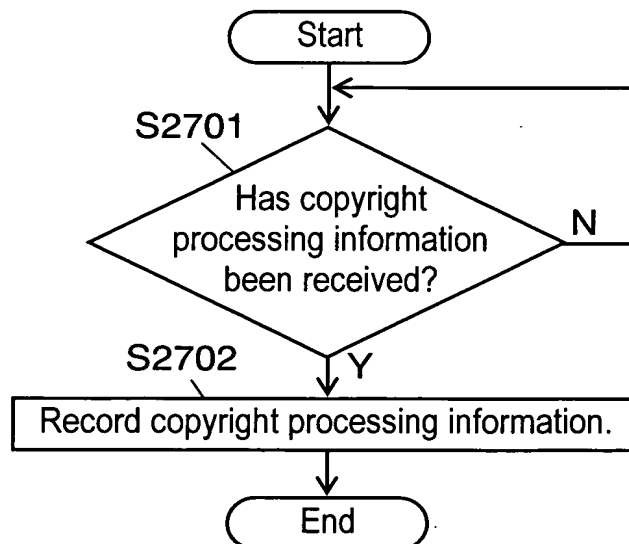 Start
S2701
Has copyright
processing information
been received?
N
S2702
Y
Record copyright processing information.
End